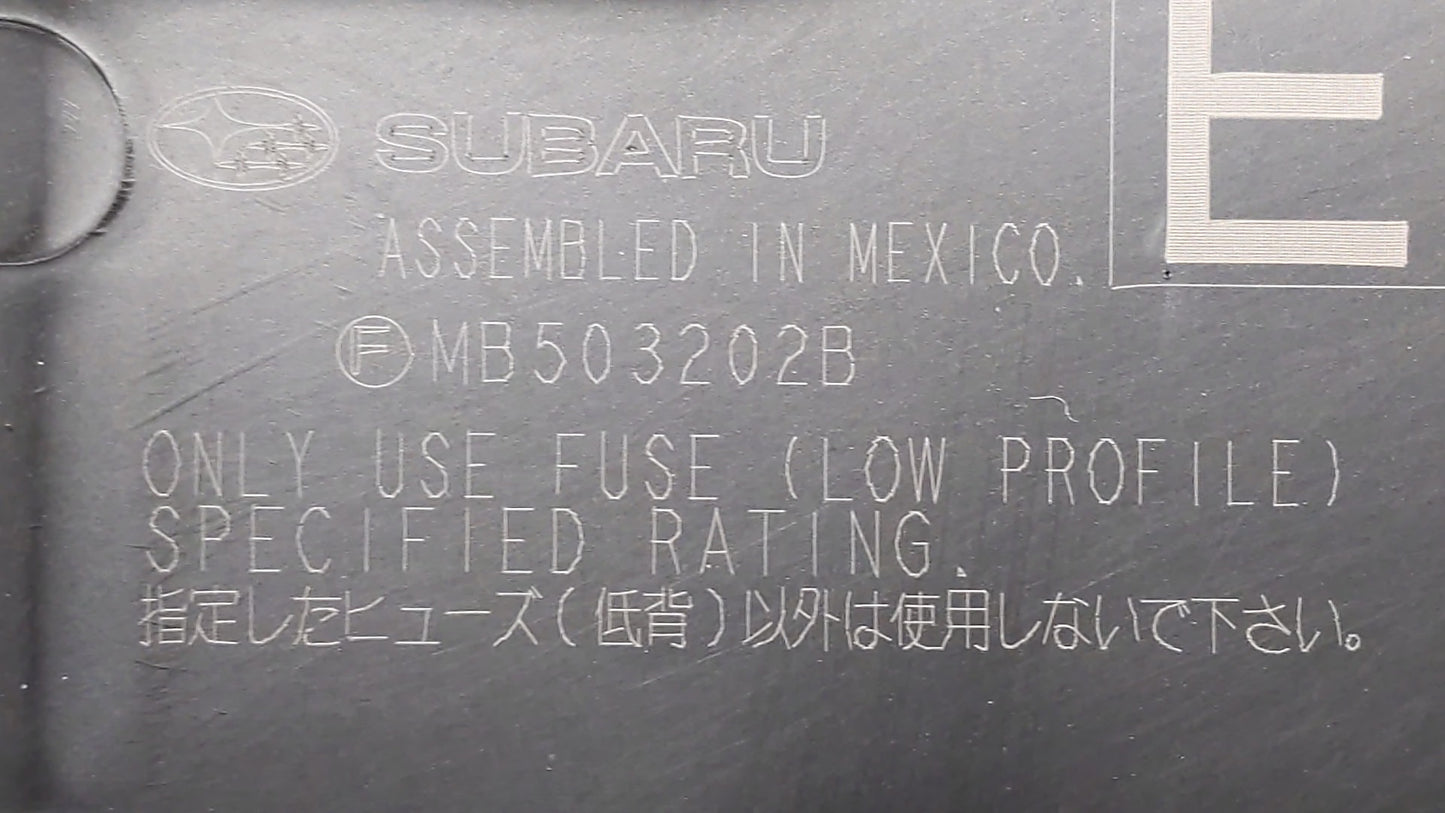 SUBARU
E
ASSEMBLED IN MEXICO.
Ⓕ MB503202B
ONLY USE FUSE (LOW PROFILE)
SPECIFIED RATING.
指定したヒューズ(低背)以外は使用しないで下さい。